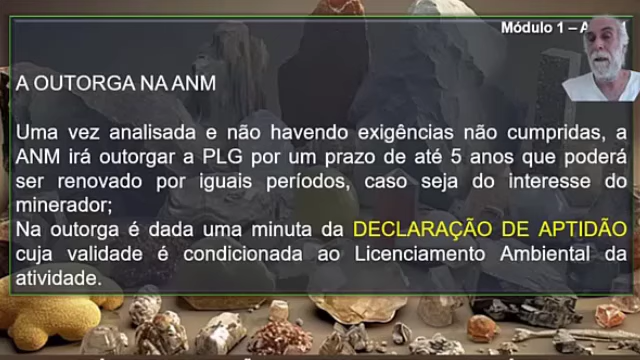 Módulo 1 –
A OUTORGA NA ANM
Uma vez analisada e não havendo exigências não cumpridas, a
ANM irá outorgar a PLG por um prazo de até 5 anos que poderá
ser renovado por iguais períodos, caso seja do interesse do
minerador;
Na outorga é dada uma minuta da DECLARAÇÃO DE APTIDÃO
cuja validade é condicionada ao Licenciamento Ambiental da
atividade.